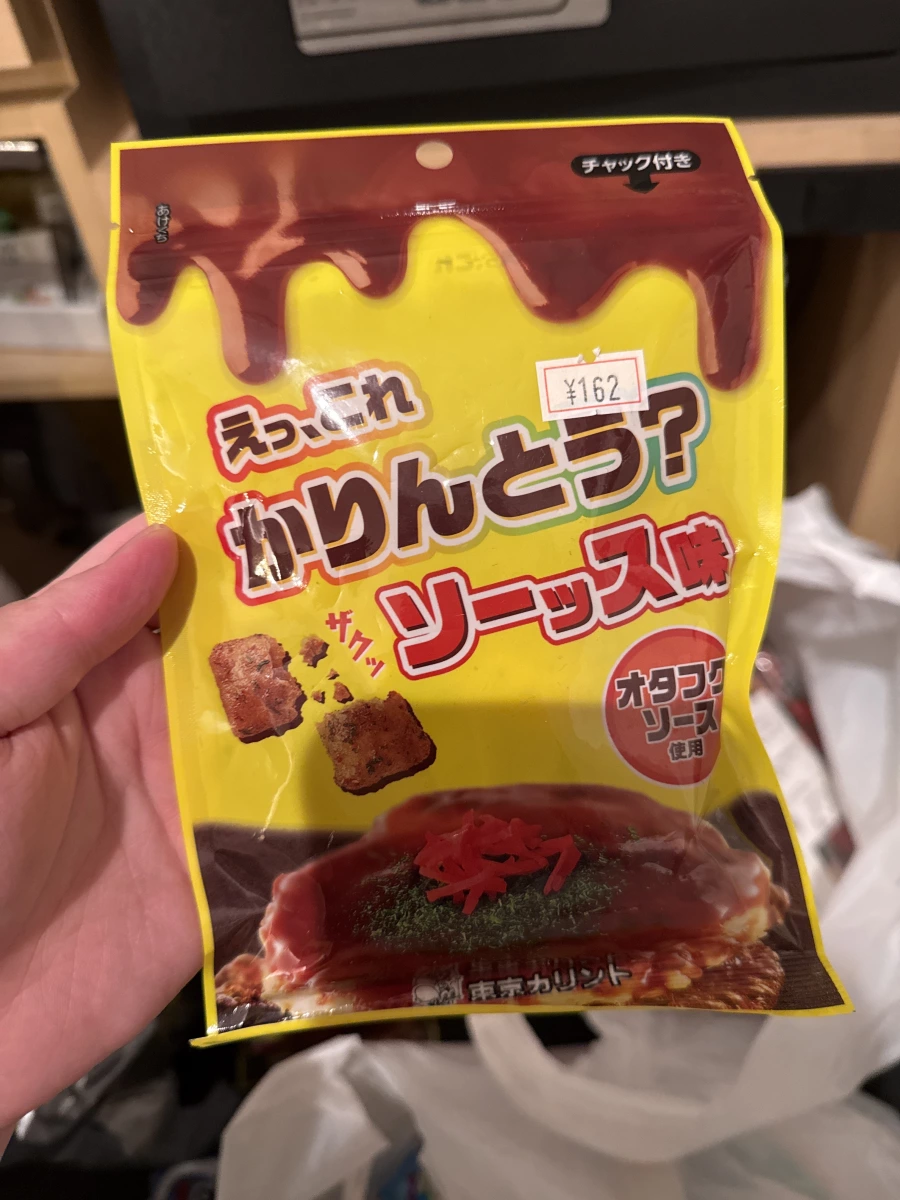 チャック付き
あけくち
¥162
えっ、これ
かりんとう?
ソーッス味
ザクッ
オタフク
ソース
使用
東京カリント